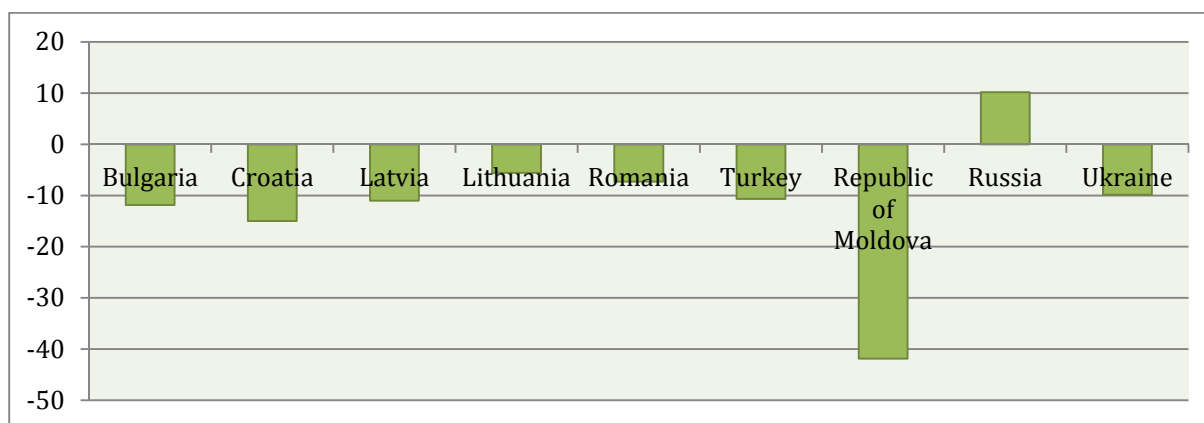 20
10
0
-10
-20
-30
-40
-50
Bulgaria
Croatia
Latvia
Lithuania
Romania
Turkey
Republic
of
Moldova
Russia
Ukraine